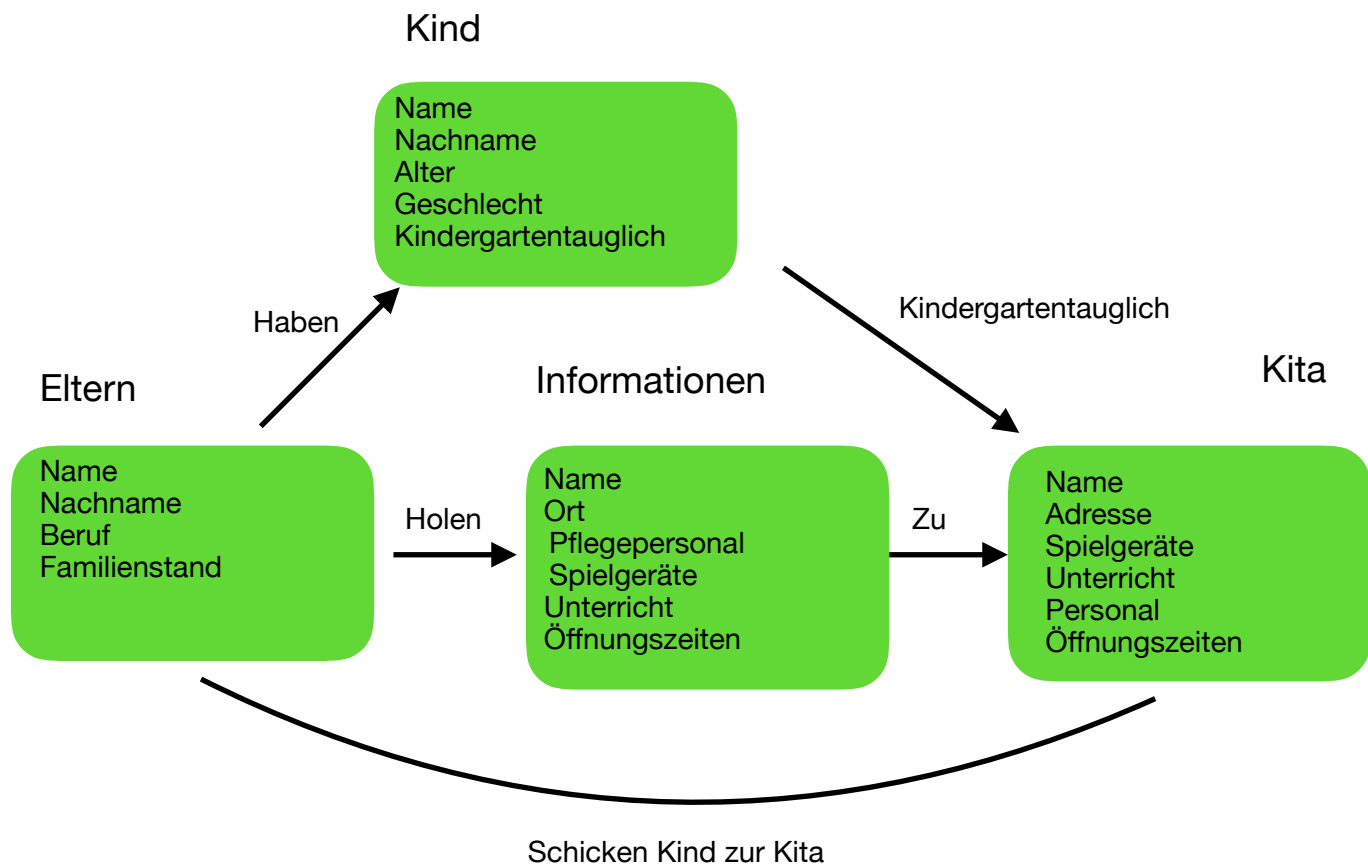 Kind
Name
Nachname
Alter
Geschlecht
Kindergartentauglich
Haben
Kindergartentauglich
Eltern
Informationen
Kita
Name
Nachname
Beruf
Familienstand
Holen
Name
Ort
Pflegepersonal
Spielgeräte
Unterricht
Öffnungszeiten
Zu
Name
Adresse
Spielgeräte
Unterricht
Personal
Öffnungszeiten
Schicken Kind zur Kita